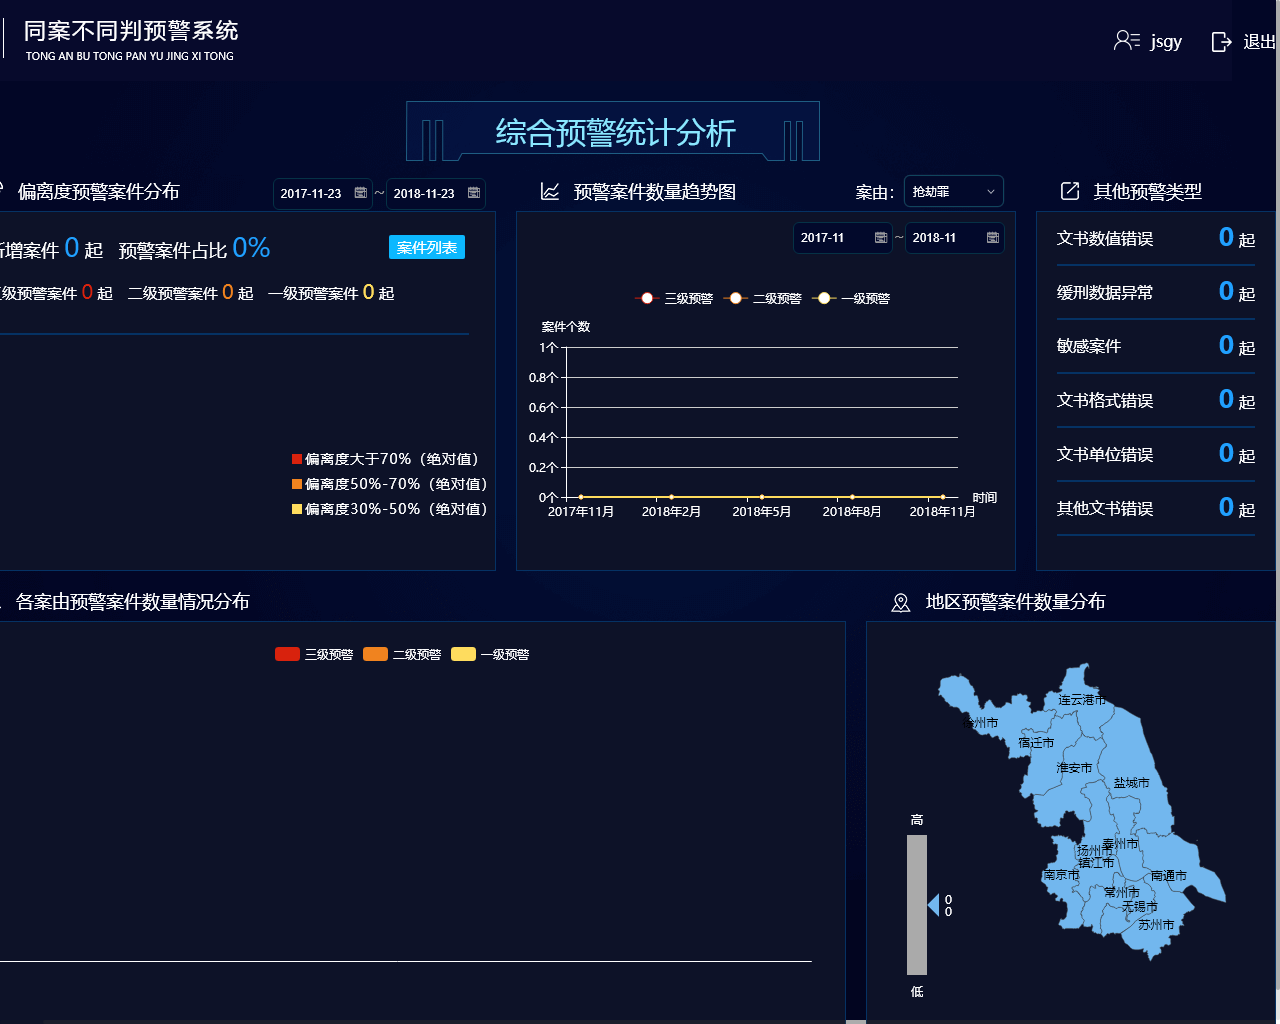 同案不同判预警系统
TONG AN BU TONG PAN YU JING XI TONG
jsgy 退出
综合预警统计分析
偏离度预警案件分布 2017-11-23 ~ 2018-11-23
增案件 0 起 预警案件占比 0% 案件列表
级预警案件 0 起 二级预警案件 0 起 一级预警案件 0 起
偏离度大于70%（绝对值）
偏离度50%-70%（绝对值）
偏离度30%-50%（绝对值）
预警案件数量趋势图 案由： 抢劫罪
2017-11 ~ 2018-11
三级预警 二级预警 一级预警
案件个数
1个
0.8个
0.6个
0.4个
0.2个
0个 时间
2017年11月 2018年2月 2018年5月 2018年8月 2018年11月
其他预警类型
文书数值错误 0 起
缓刑数据异常 0 起
敏感案件 0 起
文书格式错误 0 起
文书单位错误 0 起
其他文书错误 0 起
各案由预警案件数量情况分布
三级预警 二级预警 一级预警
地区预警案件数量分布
连云港市
徐州市
宿迁市
淮安市
盐城市
泰州市
扬州市
镇江市
南京市
南通市
常州市
无锡市
苏州市
高
0
0
低